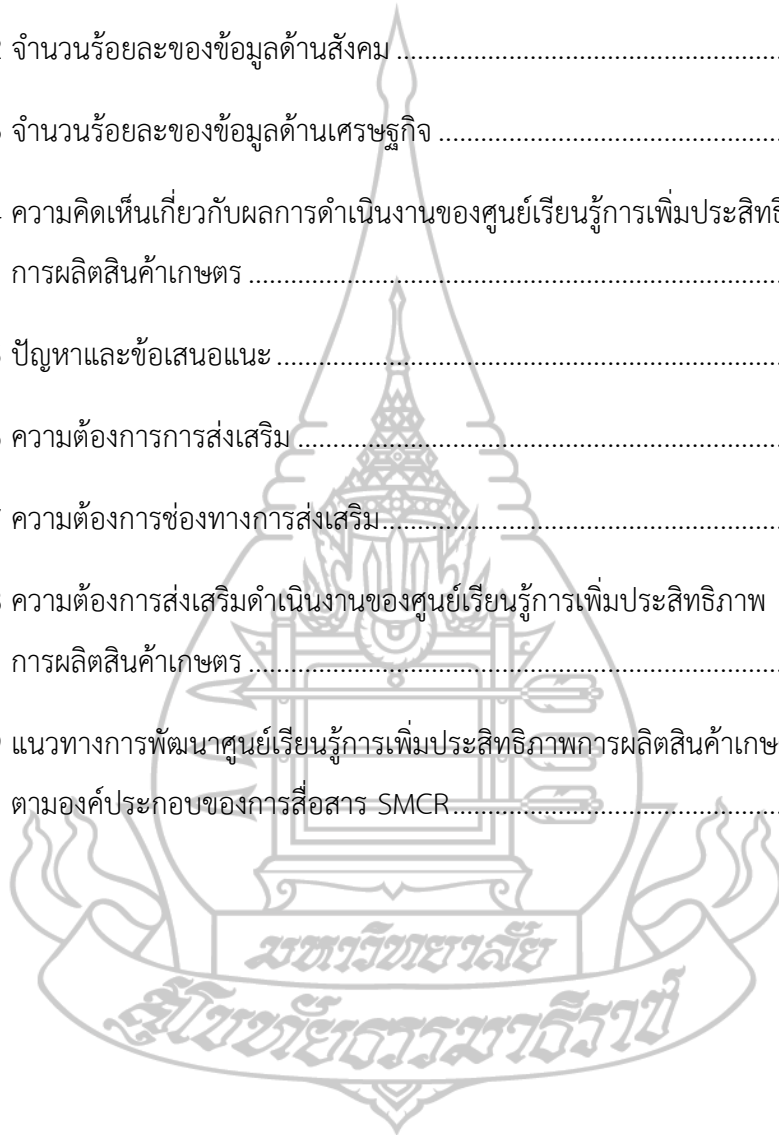 จำนวนร้อยละของข้อมูลด้านสังคม ................................................................
จำนวนร้อยละของข้อมูลด้านเศรษฐกิจ ................................................................
ความคิดเห็นเกี่ยวกับผลการดำเนินงานของศูนย์เรียนรู้การเพิ่มประสิทธิ
การผลิตสินค้าเกษตร ................................................................
ปัญหาและข้อเสนอแนะ ................................................................
ความต้องการการส่งเสริม ................................................................
ความต้องการช่องทางการส่งเสริม ................................................................
ความต้องการส่งเสริมดำเนินงานของศูนย์เรียนรู้การเพิ่มประสิทธิภาพ
การผลิตสินค้าเกษตร ................................................................
แนวทางการพัฒนาศูนย์เรียนรู้การเพิ่มประสิทธิภาพการผลิตสินค้าเกษ
ตามองค์ประกอบของการสื่อสาร SMCR ................................................................
มหาวิทยาลัย
สุโขทัยธรรมาธิราช